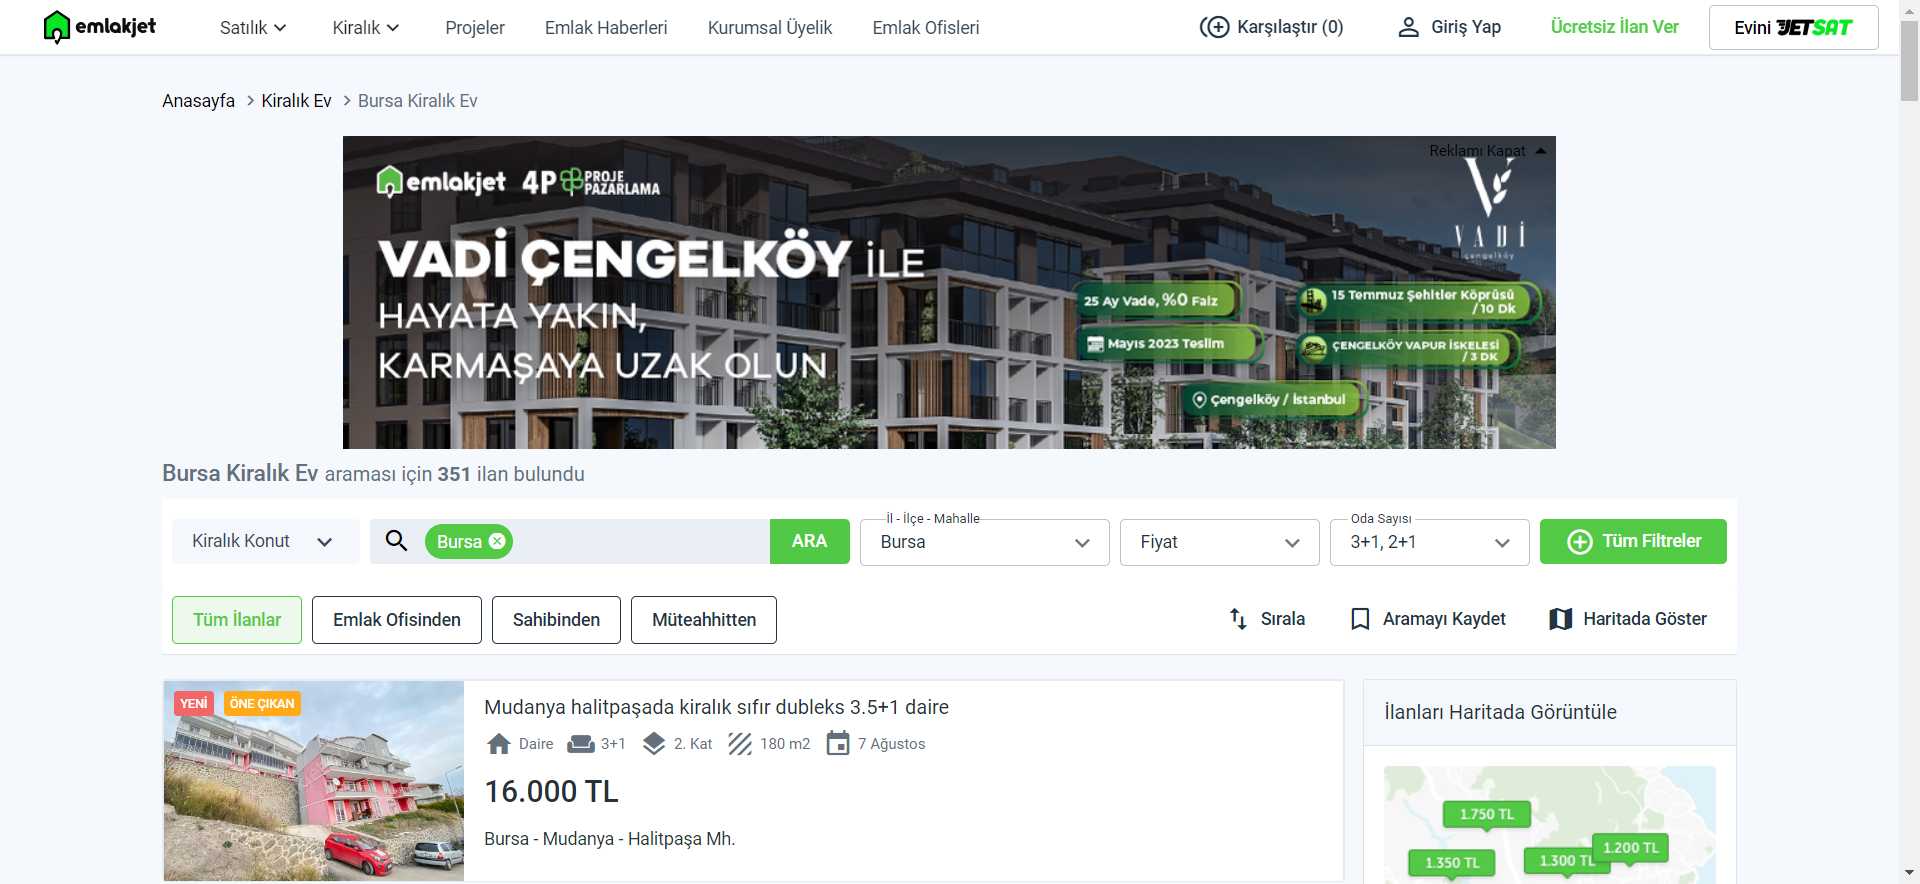 emlakjet
Satılık
Kiralık
Projeler
Emlak Haberleri
Kurumsal Üyelik
Emlak Ofisleri
Karşılaştır (0)
Giriş Yap
Ücretsiz İlan Ver
Evini JETSAT
Anasayfa > Kiralık Ev > Bursa Kiralık Ev
Reklamı Kapat
emlakjet 4P PROJE PAZARLAMA
VADİ
çengelköy
VADİ ÇENGELKÖY İLE
HAYATA YAKIN,
KARMAŞAYA UZAK OLUN
25 Ay Vade, %0 Faiz
15 Temmuz Şehitler Köprüsü
/ 10 Dk
Mayıs 2023 Teslim
ÇENGELKÖY VAPUR İSKELESİ
/ 3 DK
Çengelköy / İstanbul
Bursa Kiralık Ev araması için 351 ilan bulundu
Kiralık Konut
Bursa
ARA
İl - İlçe - Mahalle
Bursa
Fiyat
Oda Sayısı
3+1, 2+1
Tüm Filtreler
Tüm İlanlar
Emlak Ofisinden
Sahibinden
Müteahhitten
Sırala
Aramayı Kaydet
Haritada Göster
YENİ
ÖNE ÇIKAN
Mudanya halitpaşada kiralık sıfır dubleks 3.5+1 daire
Daire 3+1 2. Kat 180 m2 7 Ağustos
16.000 TL
Bursa - Mudanya - Halitpaşa Mh.
İlanları Haritada Görüntüle
1.750 TL
1.200 TL
1.350 TL
1.300 TL